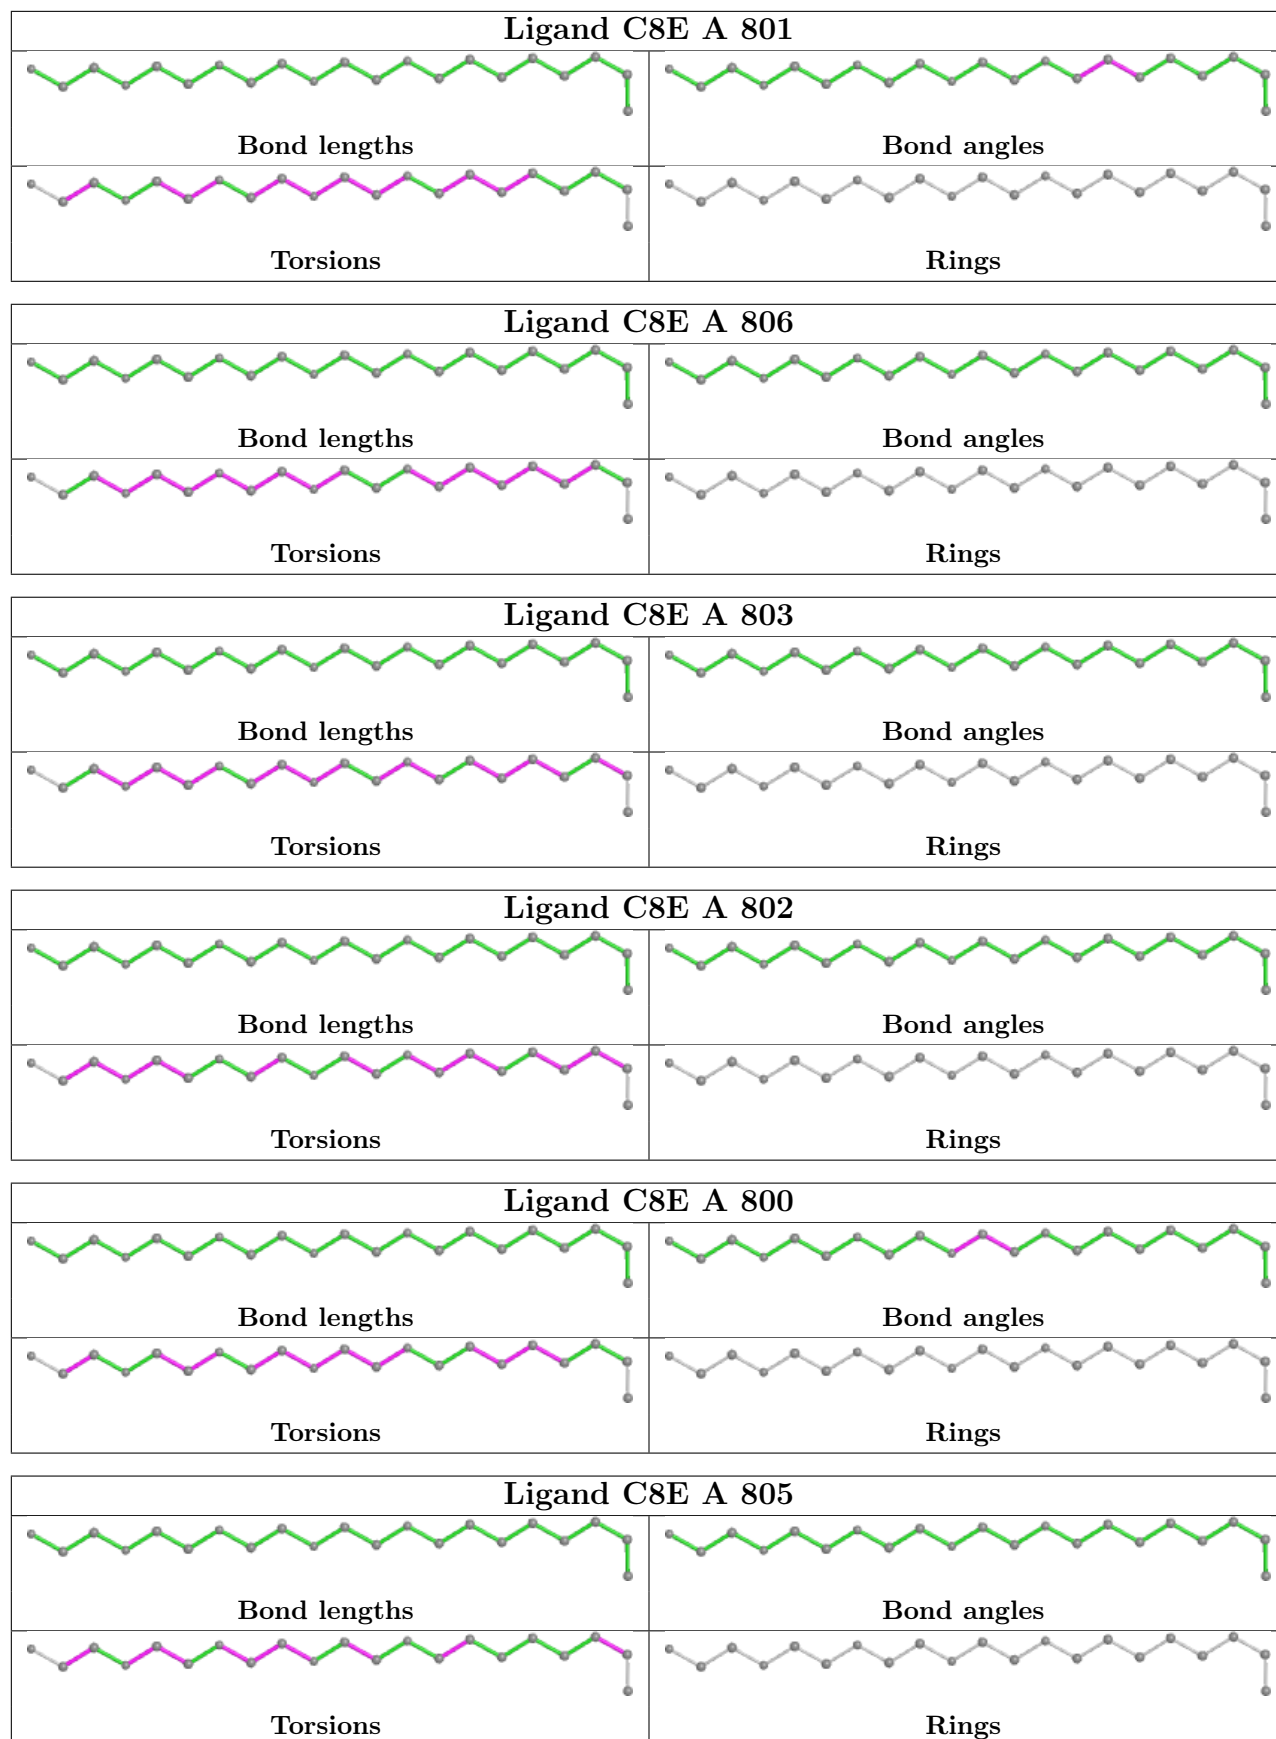 Ligand C8E A 801
Bond lengths Bond angles
Torsions Rings
Ligand C8E A 806
Bond lengths Bond angles
Torsions Rings
Ligand C8E A 803
Bond lengths Bond angles
Torsions Rings
Ligand C8E A 802
Bond lengths Bond angles
Torsions Rings
Ligand C8E A 800
Bond lengths Bond angles
Torsions Rings
Ligand C8E A 805
Bond lengths Bond angles
Torsions Rings